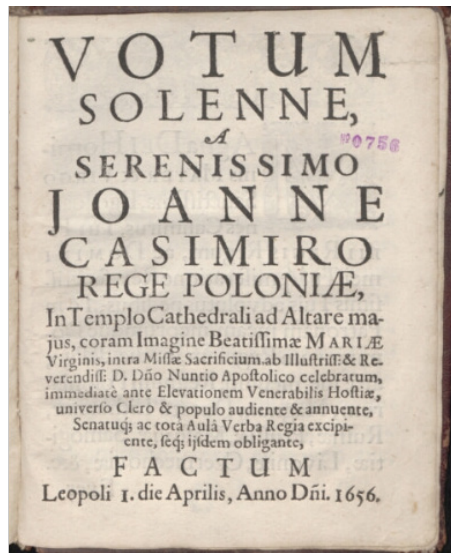 VOTUM
SOLENNE,
A
SERENISSIMO
JOANNE
CASIMIRO
REGE POLONIÆ,
In Templo Cathedrali ad Altare ma-
jus, coram Imagine Beatissimæ MARIÆ
Virginis, intra Missæ Sacrificium ab Illustriss: & Re-
verendiss: D. Dño Nuntio Apostolico celebratum,
immediatè ante Elevationem Venerabilis Hostiæ,
universo Clero & populo audiente & annuente,
Senatuq; ac tota Aulâ Verba Regia excipi-
ente, seq; ijsdem obligante,
FACTUM
Leopoli 1. die Aprilis, Anno Dñi. 1656.